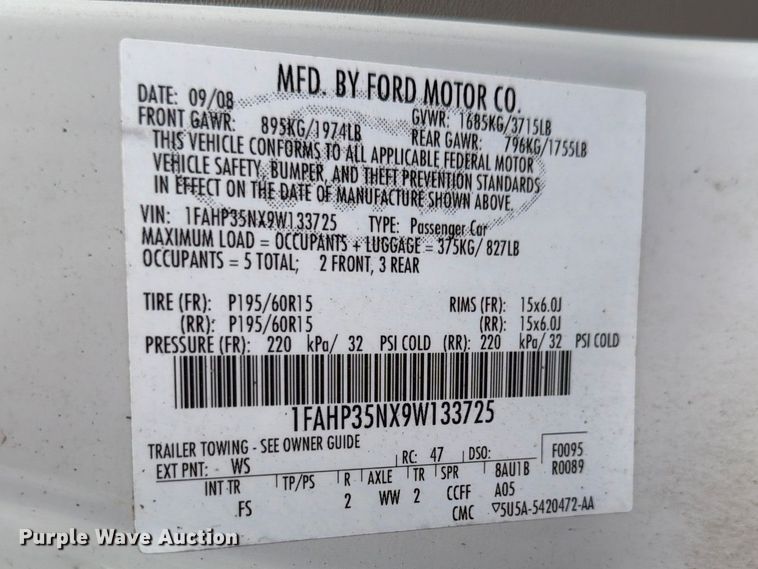 MFD. BY FORD MOTOR CO.
DATE: 09/08 GVWR: 1685KG/3715LB
FRONT GAWR: 895KG/1974LB REAR GAWR: 796KG/1755LB
THIS VEHICLE CONFORMS TO ALL APPLICABLE FEDERAL MOTOR
VEHICLE SAFETY, BUMPER, AND THEFT PREVENTION STANDARDS
IN EFFECT ON THE DATE OF MANUFACTURE SHOWN ABOVE.
VIN: 1FAHP35NX9W133725 TYPE: Passenger Car
MAXIMUM LOAD = OCCUPANTS + LUGGAGE = 375KG/ 827LB
OCCUPANTS = 5 TOTAL; 2 FRONT, 3 REAR
TIRE (FR): P195/60R15 RIMS (FR): 15x6.0J
(RR): P195/60R15 (RR): 15x6.0J
PRESSURE (FR): 220 kPa/ 32 PSI COLD (RR): 220 kPa/ 32 PSI COLD
1FAHP35NX9W133725
TRAILER TOWING - SEE OWNER GUIDE
EXT PNT: WS RC: 47 DSO: F0095
R0089
INT TR TP/PS R AXLE TR SPR 8AU1B
FS 2 WW 2 CCFF A05
CMC ▽5U5A-5420472-AA
Purple Wave Auction